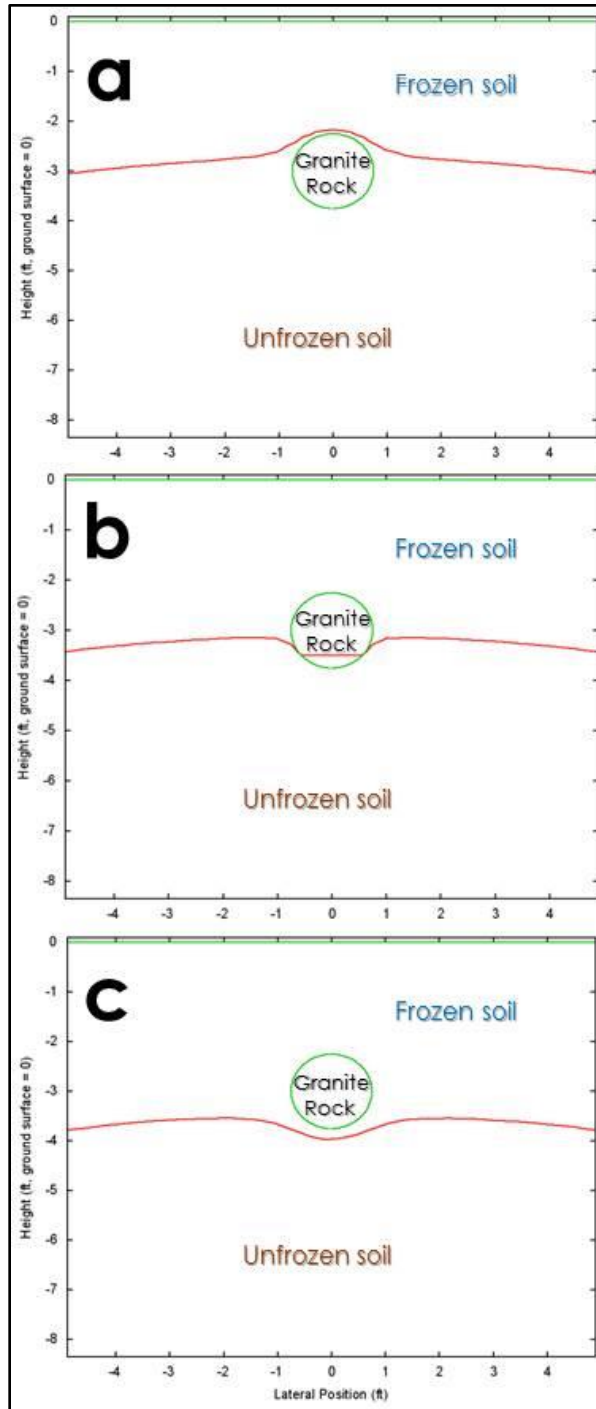 a
Frozen soil
Granite
Rock
Unfrozen soil
Height (ft, ground surface = 0)
0
-1
-2
-3
-4
-5
-6
-7
-8
-4 -3 -2 -1 0 1 2 3 4
b
Frozen soil
Granite
Rock
Unfrozen soil
Height (ft, ground surface = 0)
0
-1
-2
-3
-4
-5
-6
-7
-8
-4 -3 -2 -1 0 1 2 3 4
c
Frozen soil
Granite
Rock
Unfrozen soil
Height (ft, ground surface = 0)
0
-1
-2
-3
-4
-5
-6
-7
-8
-4 -3 -2 -1 0 1 2 3 4
Lateral Position (ft)